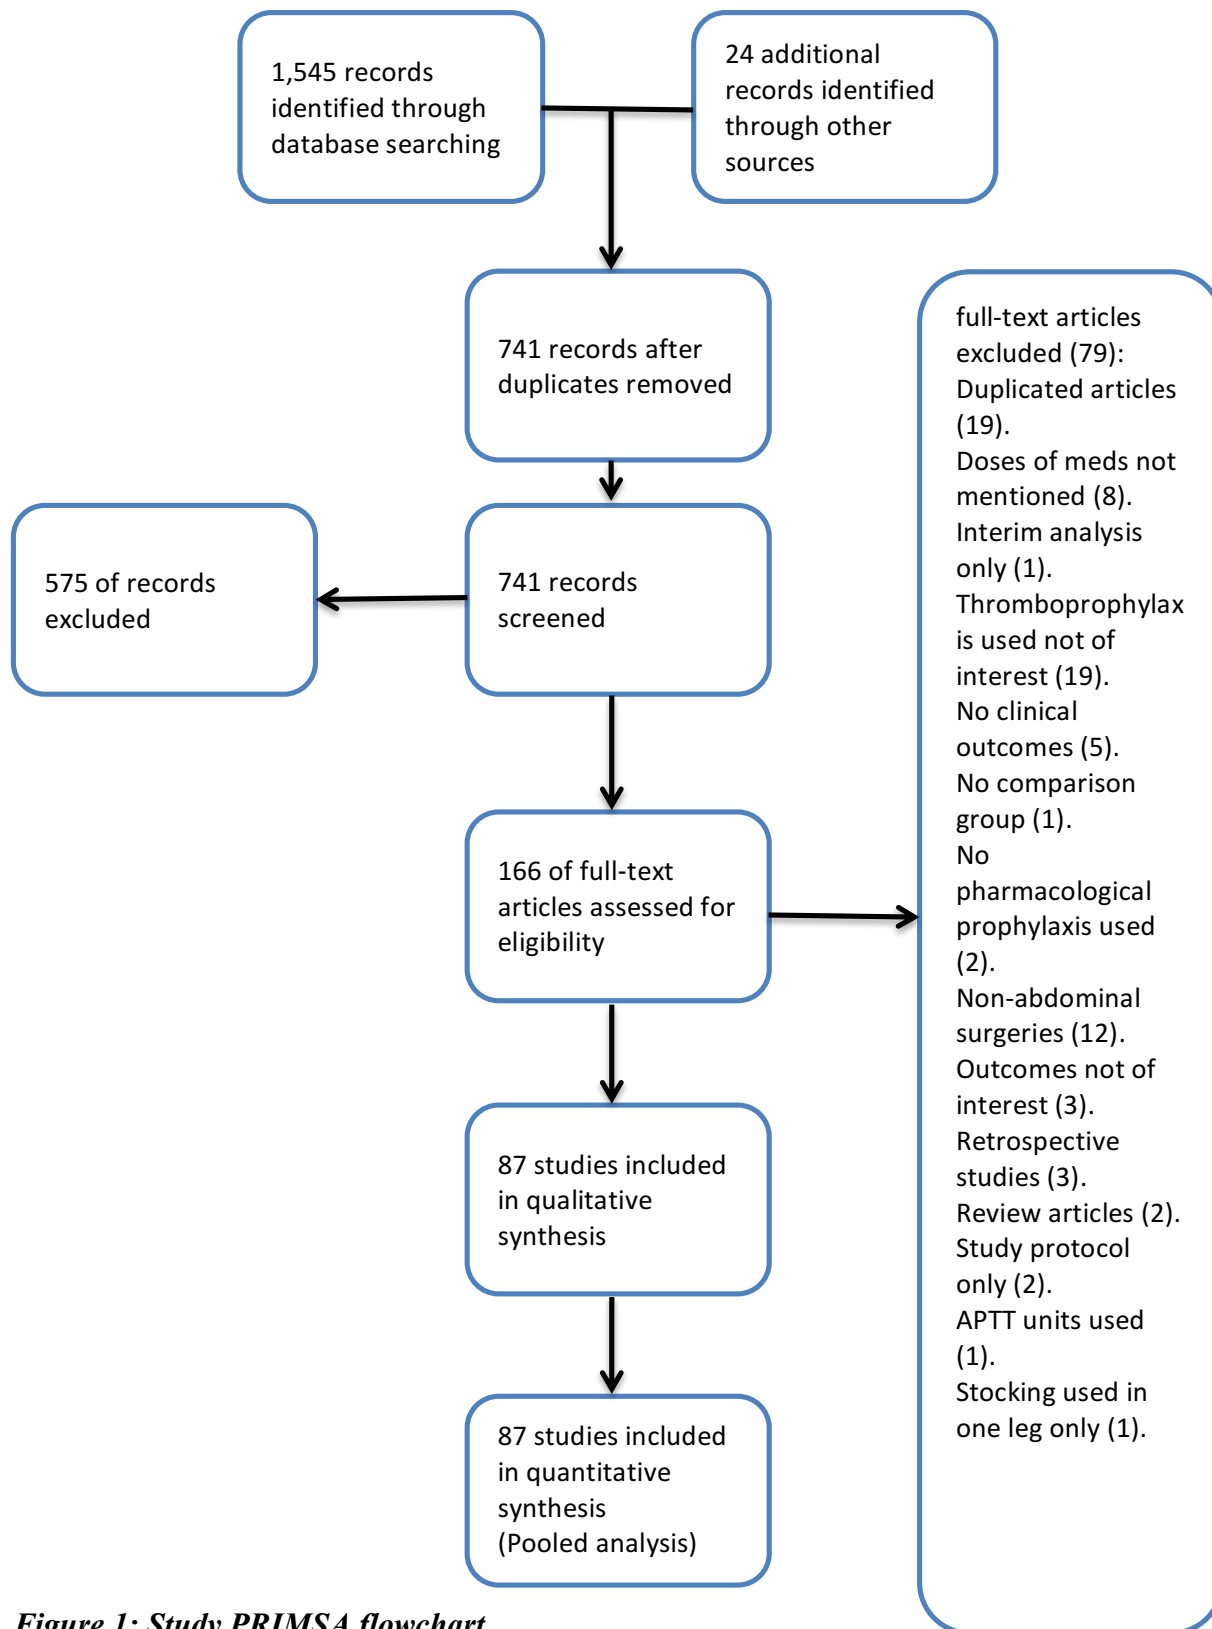 1,545 records
identified through
database searching
24 additional
records identified
through other
sources
741 records after
duplicates removed
575 of records
excluded
741 records
screened
166 of full-text
articles assessed for
eligibility
87 studies included
in qualitative
synthesis
87 studies included
in quantitative
synthesis
(Pooled analysis)
full-text articles
excluded (79):
Duplicated articles
(19).
Doses of meds not
mentioned (8).
Interim analysis
only (1).
Thromboprophylax
is used not of
interest (19).
No clinical
outcomes (5).
No comparison
group (1).
No
pharmacological
prophylaxis used
(2).
Non-abdominal
surgeries (12).
Outcomes not of
interest (3).
Retrospective
studies (3).
Review articles (2).
Study protocol
only (2).
APTT units used
(1).
Stocking used in
one leg only (1).
Figure 1: Study PRIMSA flowchart